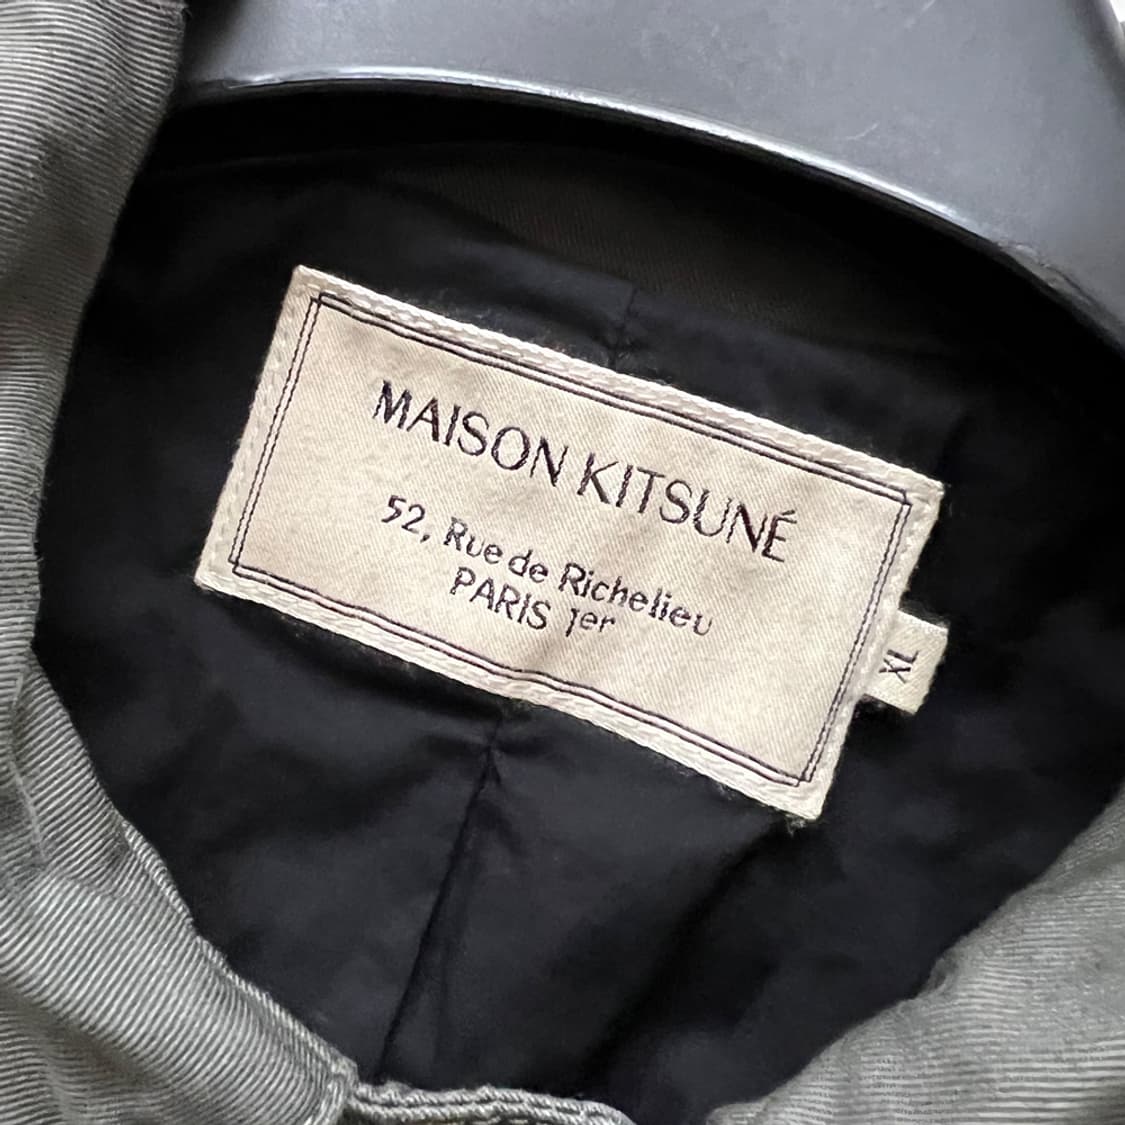 MAISON KITSUNÉ
52, Rue de Richelieu
PARIS 1er
XL